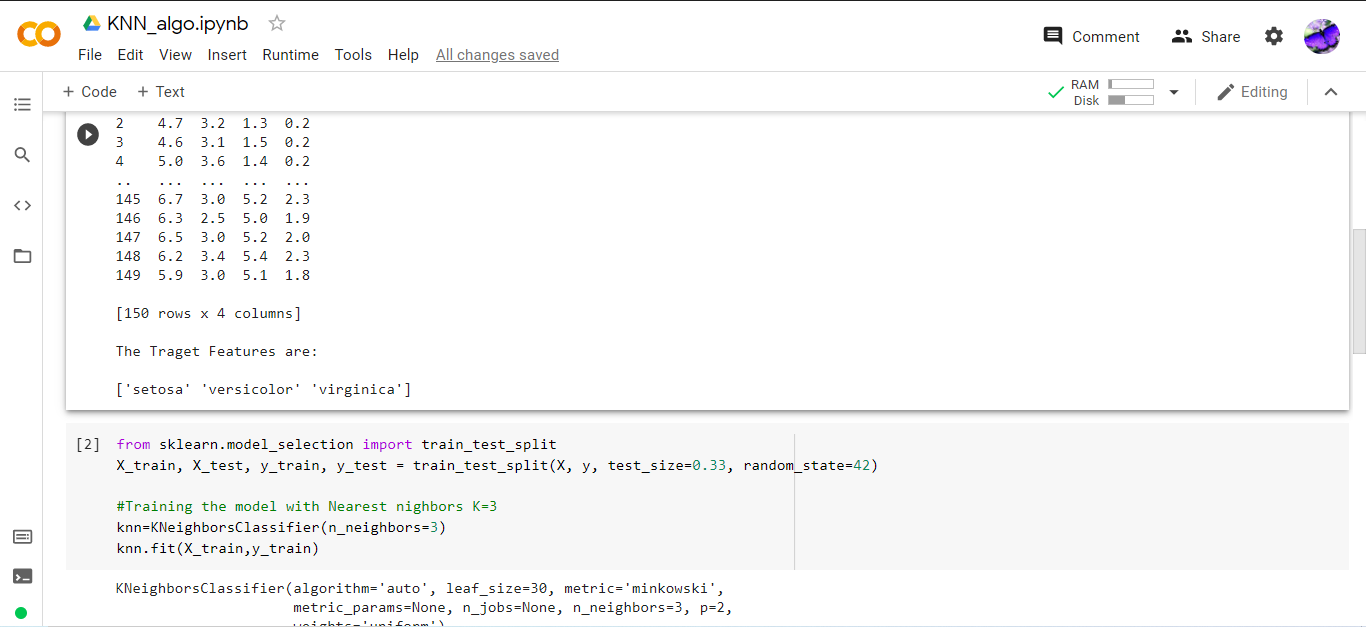 KNN_algo.ipynb
File Edit View Insert Runtime Tools Help All changes saved
Comment Share
+ Code + Text
RAM
Disk
Editing
2 4.7 3.2 1.3 0.2
3 4.6 3.1 1.5 0.2
4 5.0 3.6 1.4 0.2
.. ... ... ... ...
145 6.7 3.0 5.2 2.3
146 6.3 2.5 5.0 1.9
147 6.5 3.0 5.2 2.0
148 6.2 3.4 5.4 2.3
149 5.9 3.0 5.1 1.8
[150 rows x 4 columns]
The Traget Features are:
['setosa' 'versicolor' 'virginica']
[2] from sklearn.model_selection import train_test_split
X_train, X_test, y_train, y_test = train_test_split(X, y, test_size=0.33, random_state=42)
#Training the model with Nearest nighbors K=3
knn=KNeighborsClassifier(n_neighbors=3)
knn.fit(X_train,y_train)
KNeighborsClassifier(algorithm='auto', leaf_size=30, metric='minkowski',
metric_params=None, n_jobs=None, n_neighbors=3, p=2,
weights='uniform')